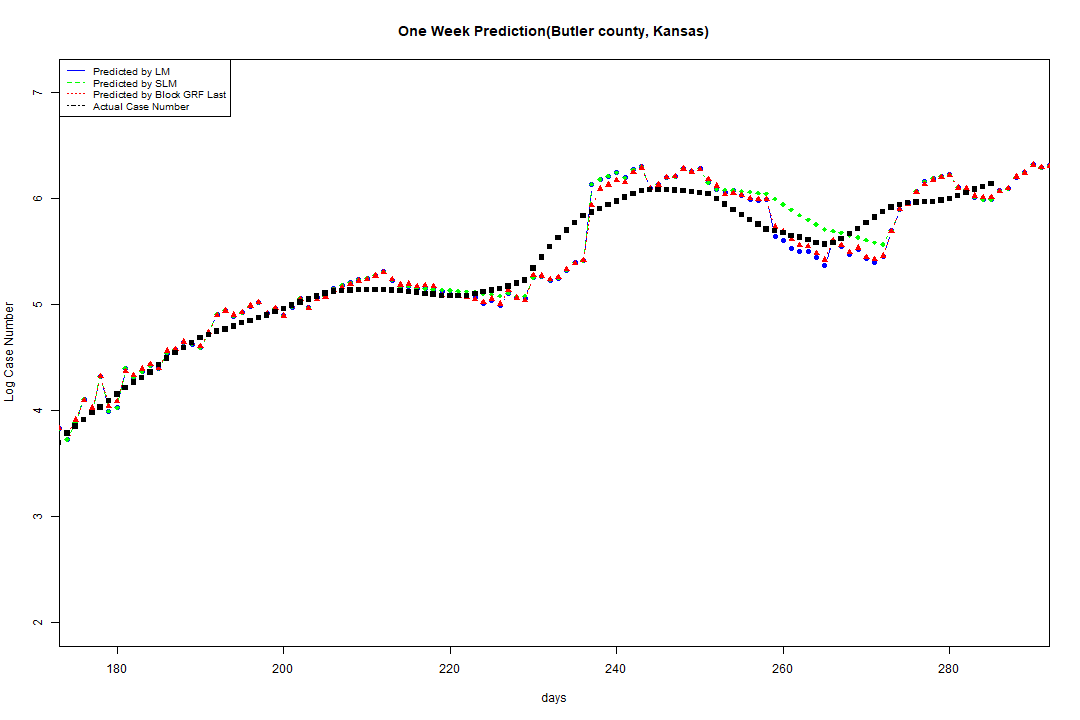 One Week Prediction(Butler county, Kansas)
Predicted by LM
Predicted by SLM
Predicted by Block GRF Last
Actual Case Number
7
6
5
4
3
2
Log Case Number
180 200 220 240 260 280
days